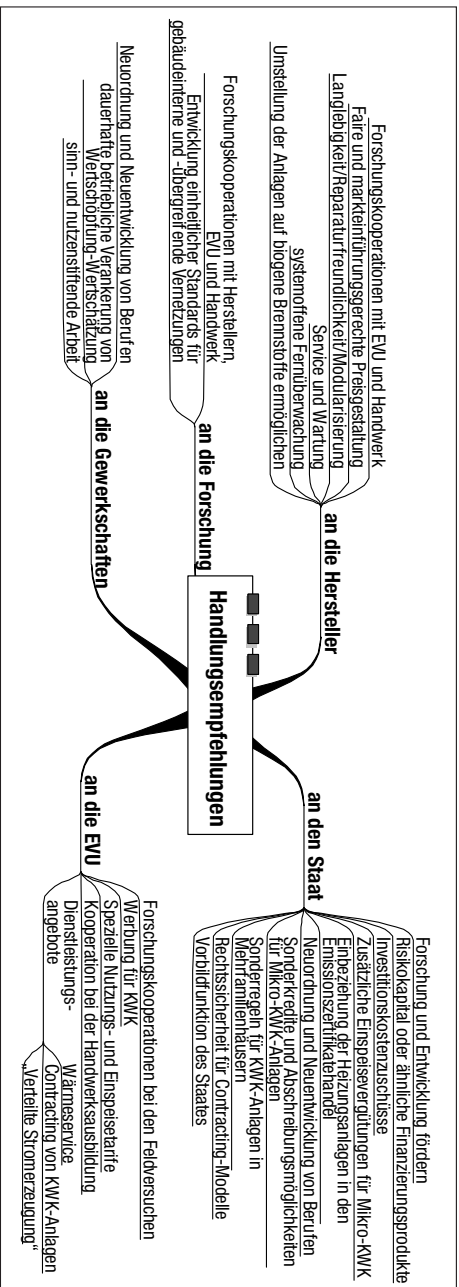 Handlungsempfehlungen
an die Hersteller
Forschungskooperationen mit EVU und Handwerk
Faire und markteinführungsgerechte Preisgestaltung
Langlebigkeit/Reparaturfreundlichkeit/Modularisierung
Service und Wartung
systemoffene Fernüberwachung
Umstellung der Anlagen auf biogene Brennstoffe ermöglichen
an die Forschung
Forschungskooperationen mit Herstellern,
EVU und Handwerk
Entwicklung einheitlicher Standards für
gebäudeinterne und -übergreifende Vernetzungen
an die Gewerkschaften
Neuordnung und Neuentwicklung von Berufen
dauerhafte betriebliche Verankerung von
Wertschöpfung-Wertschätzung
sinn- und nutzenstiftende Arbeit
an den Staat
Forschung und Entwicklung fördern
Risikokapital oder ähnliche Finanzierungsprodukte
Investitionskostenzuschüsse
Zusätzliche Einspeisevergütungen für Mikro-KWK
Einbeziehung der Heizungsanlagen in den
Emissionszertifikatehandel
Neuordnung und Neuentwicklung von Berufen
Sonderkredite und Abschreibungsmöglichkeiten
für Mikro-KWK-Anlagen
Sonderregeln für KWK-Anlagen in
Mehrfamilienhäusern
Rechtssicherheit für Contracting-Modelle
Vorbildfunktion des Staates
an die EVU
Forschungskooperationen bei den Feldversuchen
Werbung für KWK
Spezielle Nutzungs- und Einspeisetarife
Kooperation bei der Handwerksausbildung
Dienstleistungs-
angebote
Wärmeservice
Contracting von KWK-Anlagen
„Verteilte Stromerzeugung“